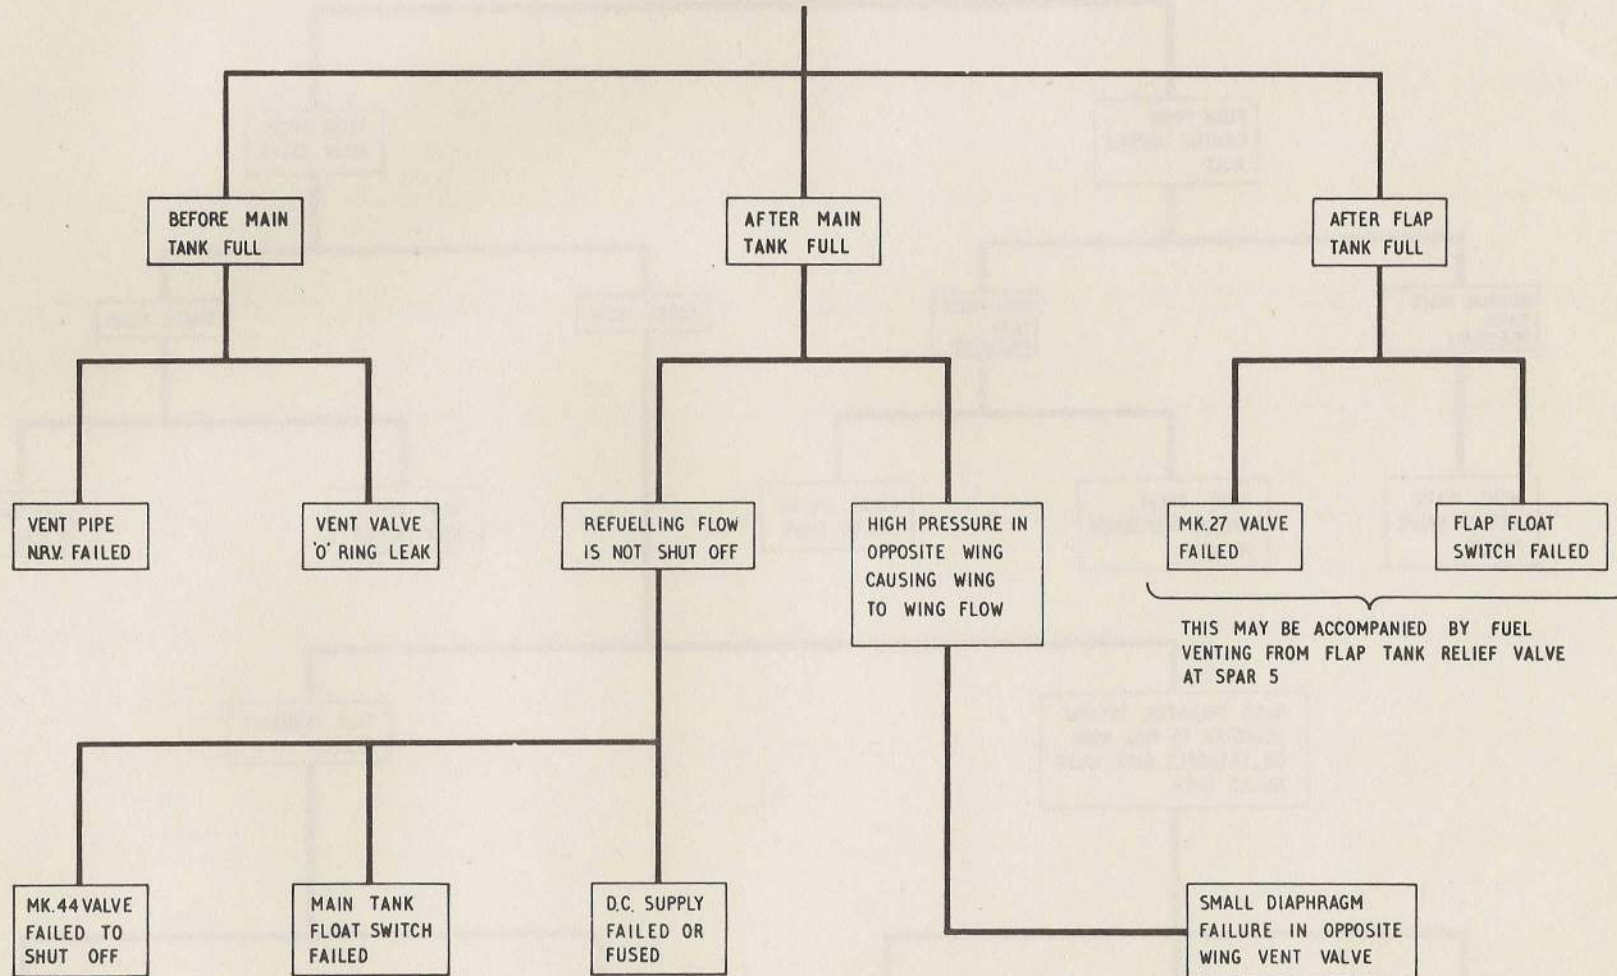 BEFORE MAIN
TANK FULL
AFTER MAIN
TANK FULL
AFTER FLAP
TANK FULL
VENT PIPE
N.R.V. FAILED
VENT VALVE
'O' RING LEAK
REFUELLING FLOW
IS NOT SHUT OFF
HIGH PRESSURE IN
OPPOSITE WING
CAUSING WING
TO WING FLOW
MK.27 VALVE
FAILED
FLAP FLOAT
SWITCH FAILED
THIS MAY BE ACCOMPANIED BY FUEL
VENTING FROM FLAP TANK RELIEF VALVE
AT SPAR 5
MK.44 VALVE
FAILED TO
SHUT OFF
MAIN TANK
FLOAT SWITCH
FAILED
D.C. SUPPLY
FAILED OR
FUSED
SMALL DIAPHRAGM
FAILURE IN OPPOSITE
WING VENT VALVE